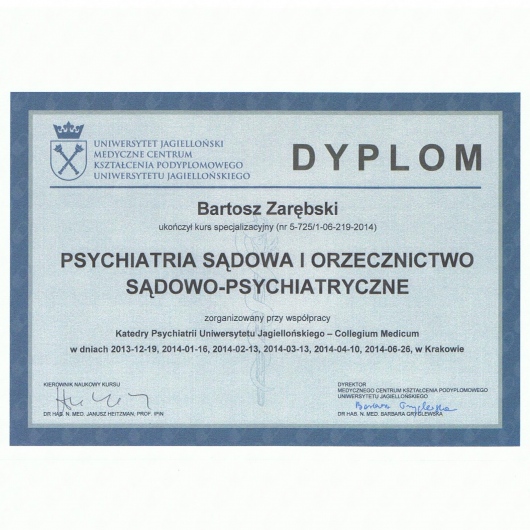 UNIWERSYTET JAGIELLOŃSKI
MEDYCZNE CENTRUM
KSZTAŁCENIA PODYPLOMOWEGO
UNIWERSYTETU JAGIELLOŃSKIEGO
DYPLOM
Bartosz Zarębski
ukończył kurs specjalizacyjny (nr 5-725/1-06-219-2014)
PSYCHIATRIA SĄDOWA I ORZECZNICTWO
SĄDOWO-PSYCHIATRYCZNE
zorganizowany przy współpracy
Katedry Psychiatrii Uniwersytetu Jagiellońskiego – Collegium Medicum
w dniach 2013-12-19, 2014-01-16, 2014-02-13, 2014-03-13, 2014-04-10, 2014-06-26, w Krakowie
KIEROWNIK NAUKOWY KURSU
DR HAB. N. MED. JANUSZ HEITZMAN, PROF. IPIN
DYREKTOR
MEDYCZNEGO CENTRUM KSZTAŁCENIA PODYPLOMOWEGO
UNIWERSYTETU JAGIELLOŃSKIEGO
Barbara Gryglewska
DR HAB. N. MED. BARBARA GRYGLEWSKA